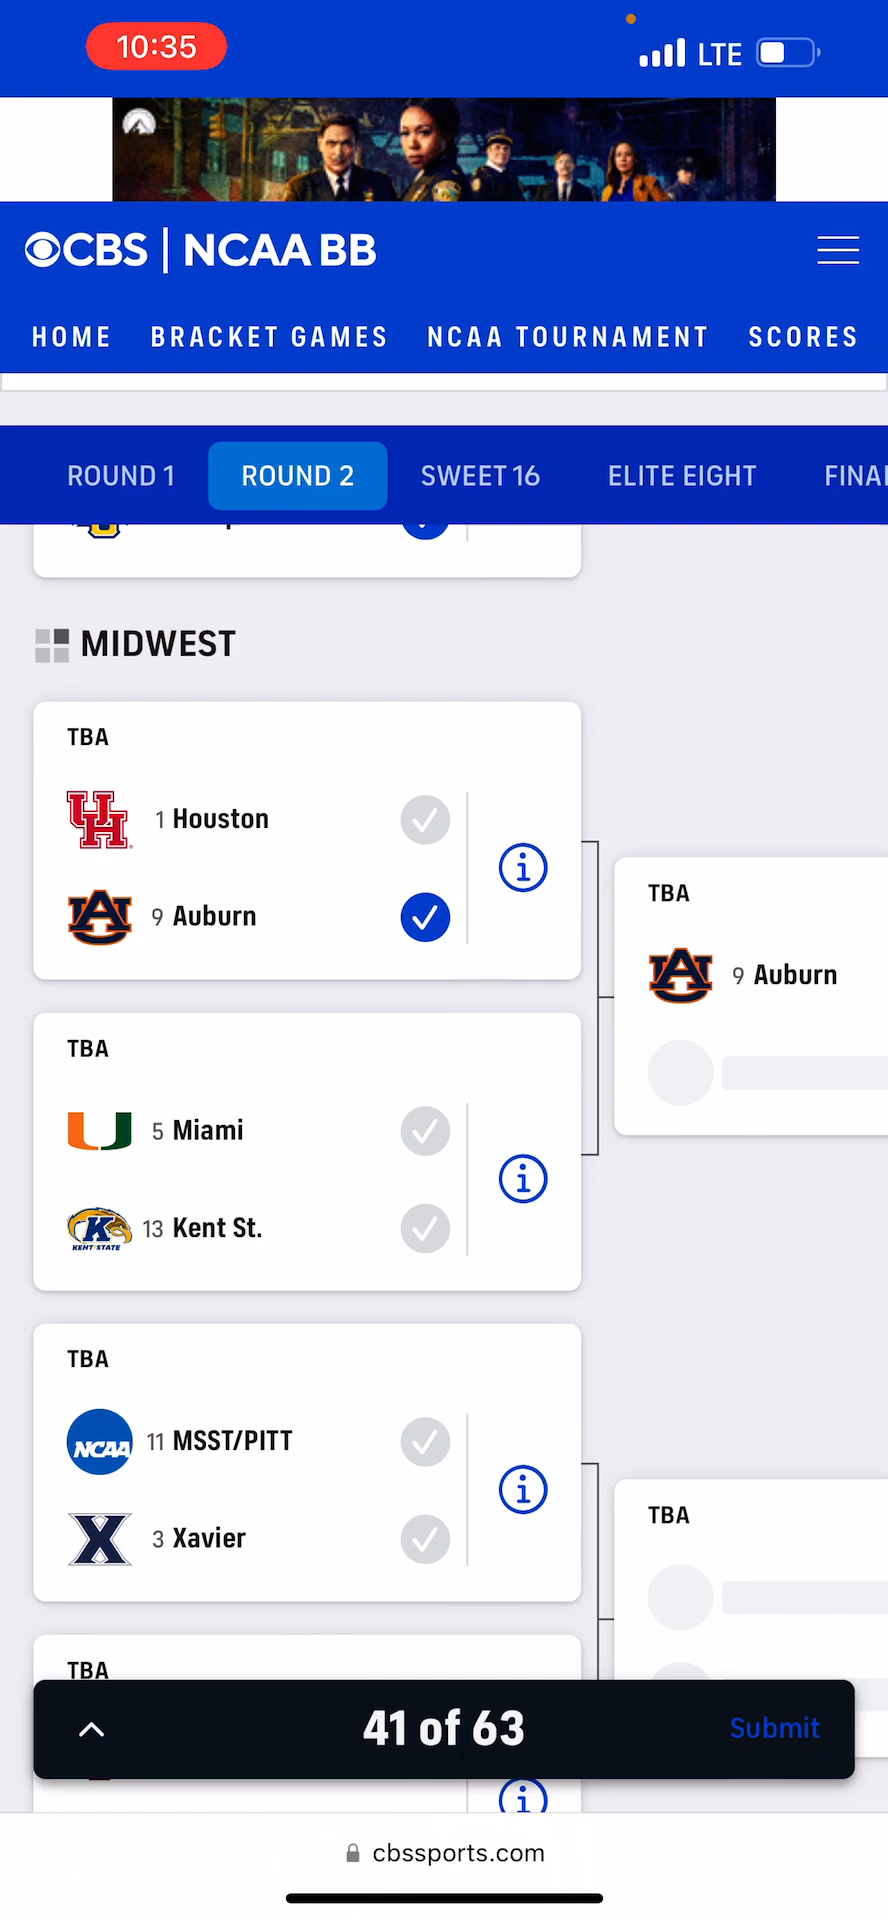 10:35
LTE
CBS | NCAA BB
HOME BRACKET GAMES NCAA TOURNAMENT SCORES
ROUND 1 ROUND 2 SWEET 16 ELITE EIGHT FINA
MIDWEST
TBA
1 Houston
9 Auburn
TBA
9 Auburn
TBA
5 Miami
13 Kent St.
KENT STATE
TBA
NCAA
11 MSST/PITT
3 Xavier
TBA
TBA
41 of 63
Submit
cbssports.com